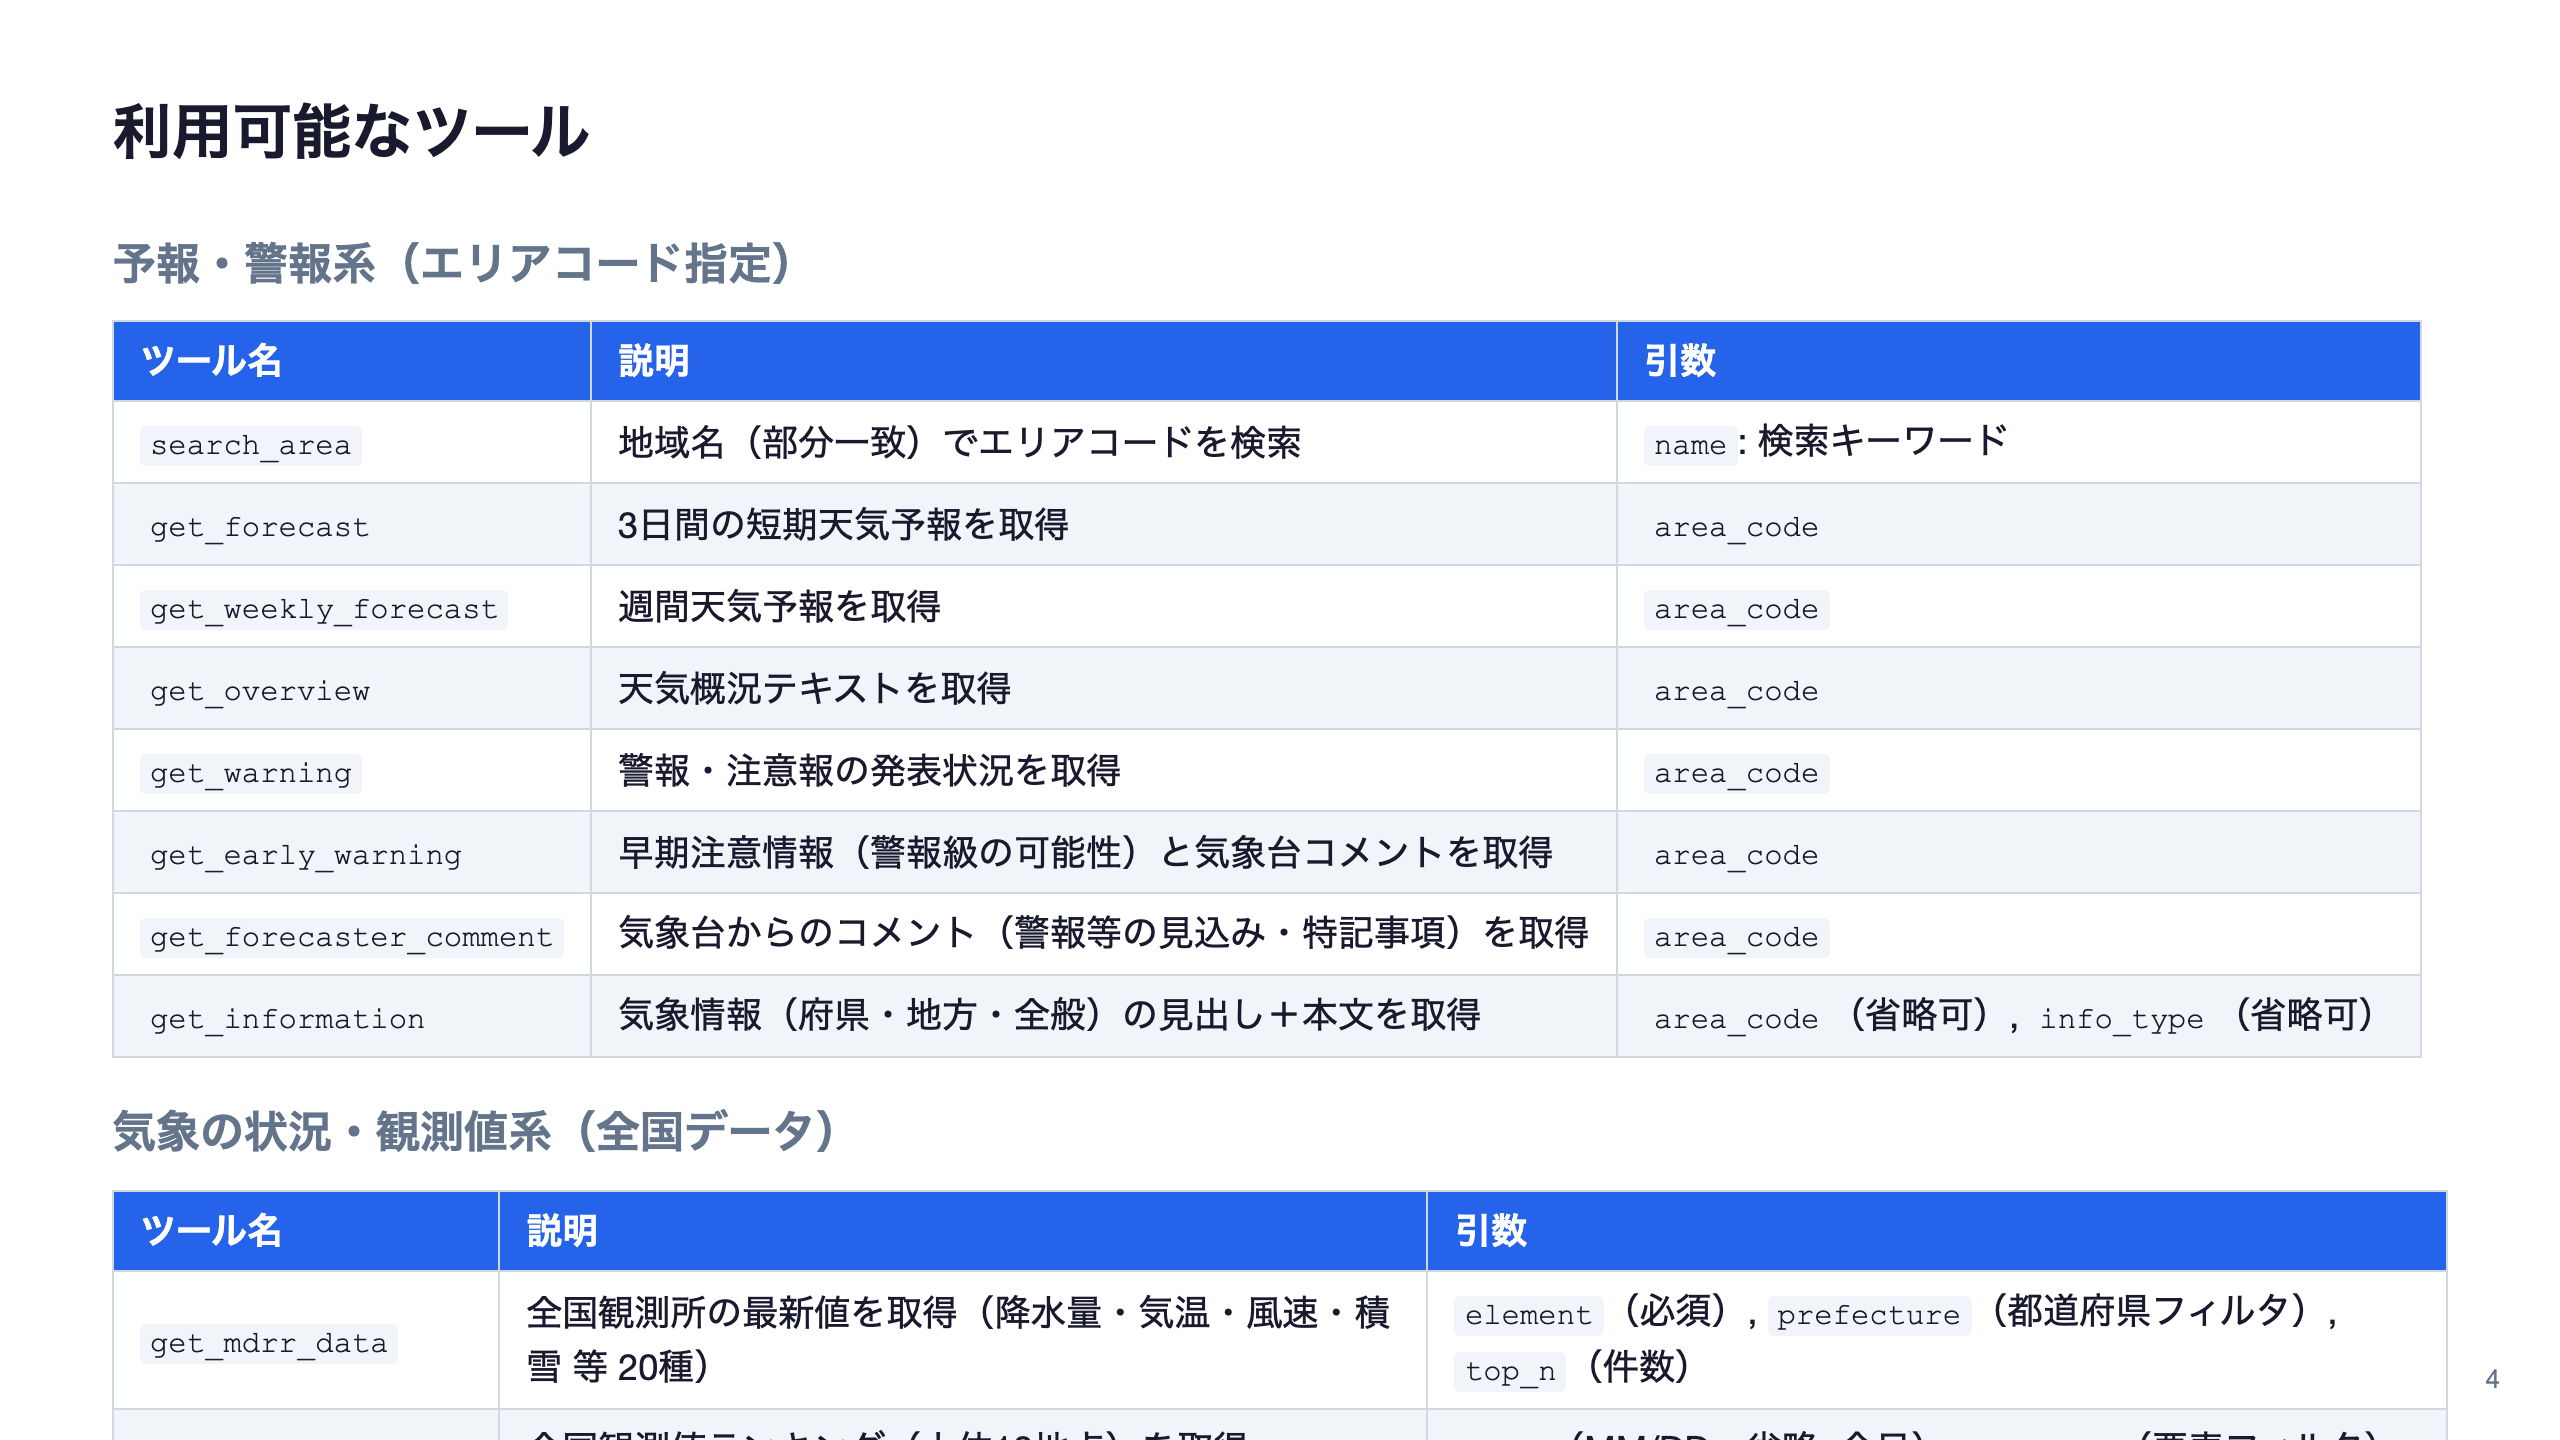 利用可能なツール
予報・警報系（エリアコード指定）
ツール名 説明 引数
search_area 地域名（部分一致）でエリアコードを検索 name: 検索キーワード
get_forecast 3日間の短期天気予報を取得 area_code
get_weekly_forecast 週間天気予報を取得 area_code
get_overview 天気概況テキストを取得 area_code
get_warning 警報・注意報の発表状況を取得 area_code
get_early_warning 早期注意情報（警報級の可能性）と気象台コメントを取得 area_code
get_forecaster_comment 気象台からのコメント（警報等の見込み・特記事項）を取得 area_code
get_information 気象情報（府県・地方・全般）の見出し＋本文を取得 area_code （省略可）, info_type （省略可）
気象の状況・観測値系（全国データ）
ツール名 説明 引数
get_mdrr_data
全国観測所の最新値を取得（降水量・気温・風速・積
雪 等 20種）
element （必須）, prefecture （都道府県フィルタ）,
top_n （件数）
4